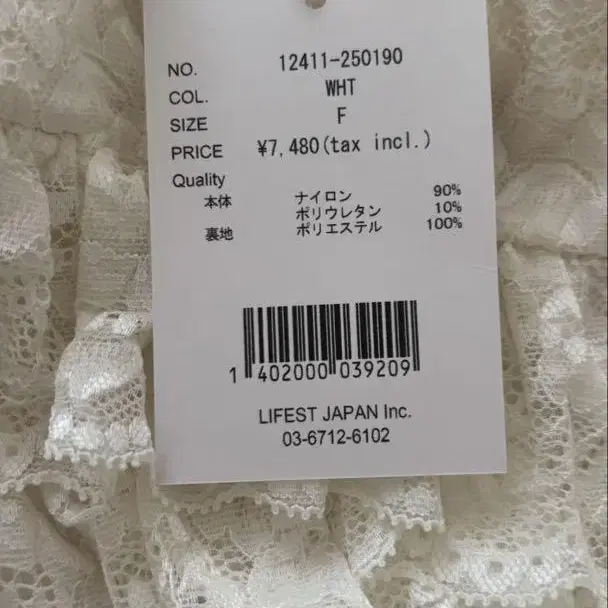 NO. 12411-250190
COL. WHT
SIZE F
PRICE ¥7,480(tax incl.)
Quality
本体 ナイロン 90%
ポリウレタン 10%
裏地 ポリエステル 100%
1 402000 039209
LIFEST JAPAN Inc.
03-6712-6102